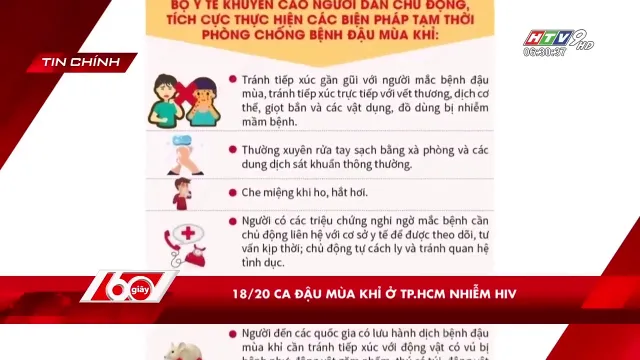 BỘ Y TẾ KHUYẾN CÁO NGƯỜI DÂN CHỦ ĐỘNG,
TÍCH CỰC THỰC HIỆN CÁC BIỆN PHÁP TẠM THỜI
PHÒNG CHỐNG BỆNH ĐẬU MÙA KHỈ:
TIN CHÍNH
HTV9 HD
06:30:37
Tránh tiếp xúc gần gũi với người mắc bệnh đậu
mùa, tránh tiếp xúc trực tiếp với vết thương, dịch cơ
thể, giọt bắn và các vật dụng, đồ dùng bị nhiễm
mầm bệnh.
Thường xuyên rửa tay sạch bằng xà phòng và các
dung dịch sát khuẩn thông thường.
Che miệng khi ho, hắt hơi.
Người có các triệu chứng nghi ngờ mắc bệnh cần
chủ động liên hệ với cơ sở y tế để được theo dõi, tư
vấn kịp thời; chủ động tự cách ly và tránh quan hệ
tình dục.
60 giây
18/20 CA ĐẬU MÙA KHỈ Ở TP.HCM NHIỄM HIV
Người đến các quốc gia có lưu hành dịch bệnh đậu
mùa khỉ cần tránh tiếp xúc với động vật có vú bị